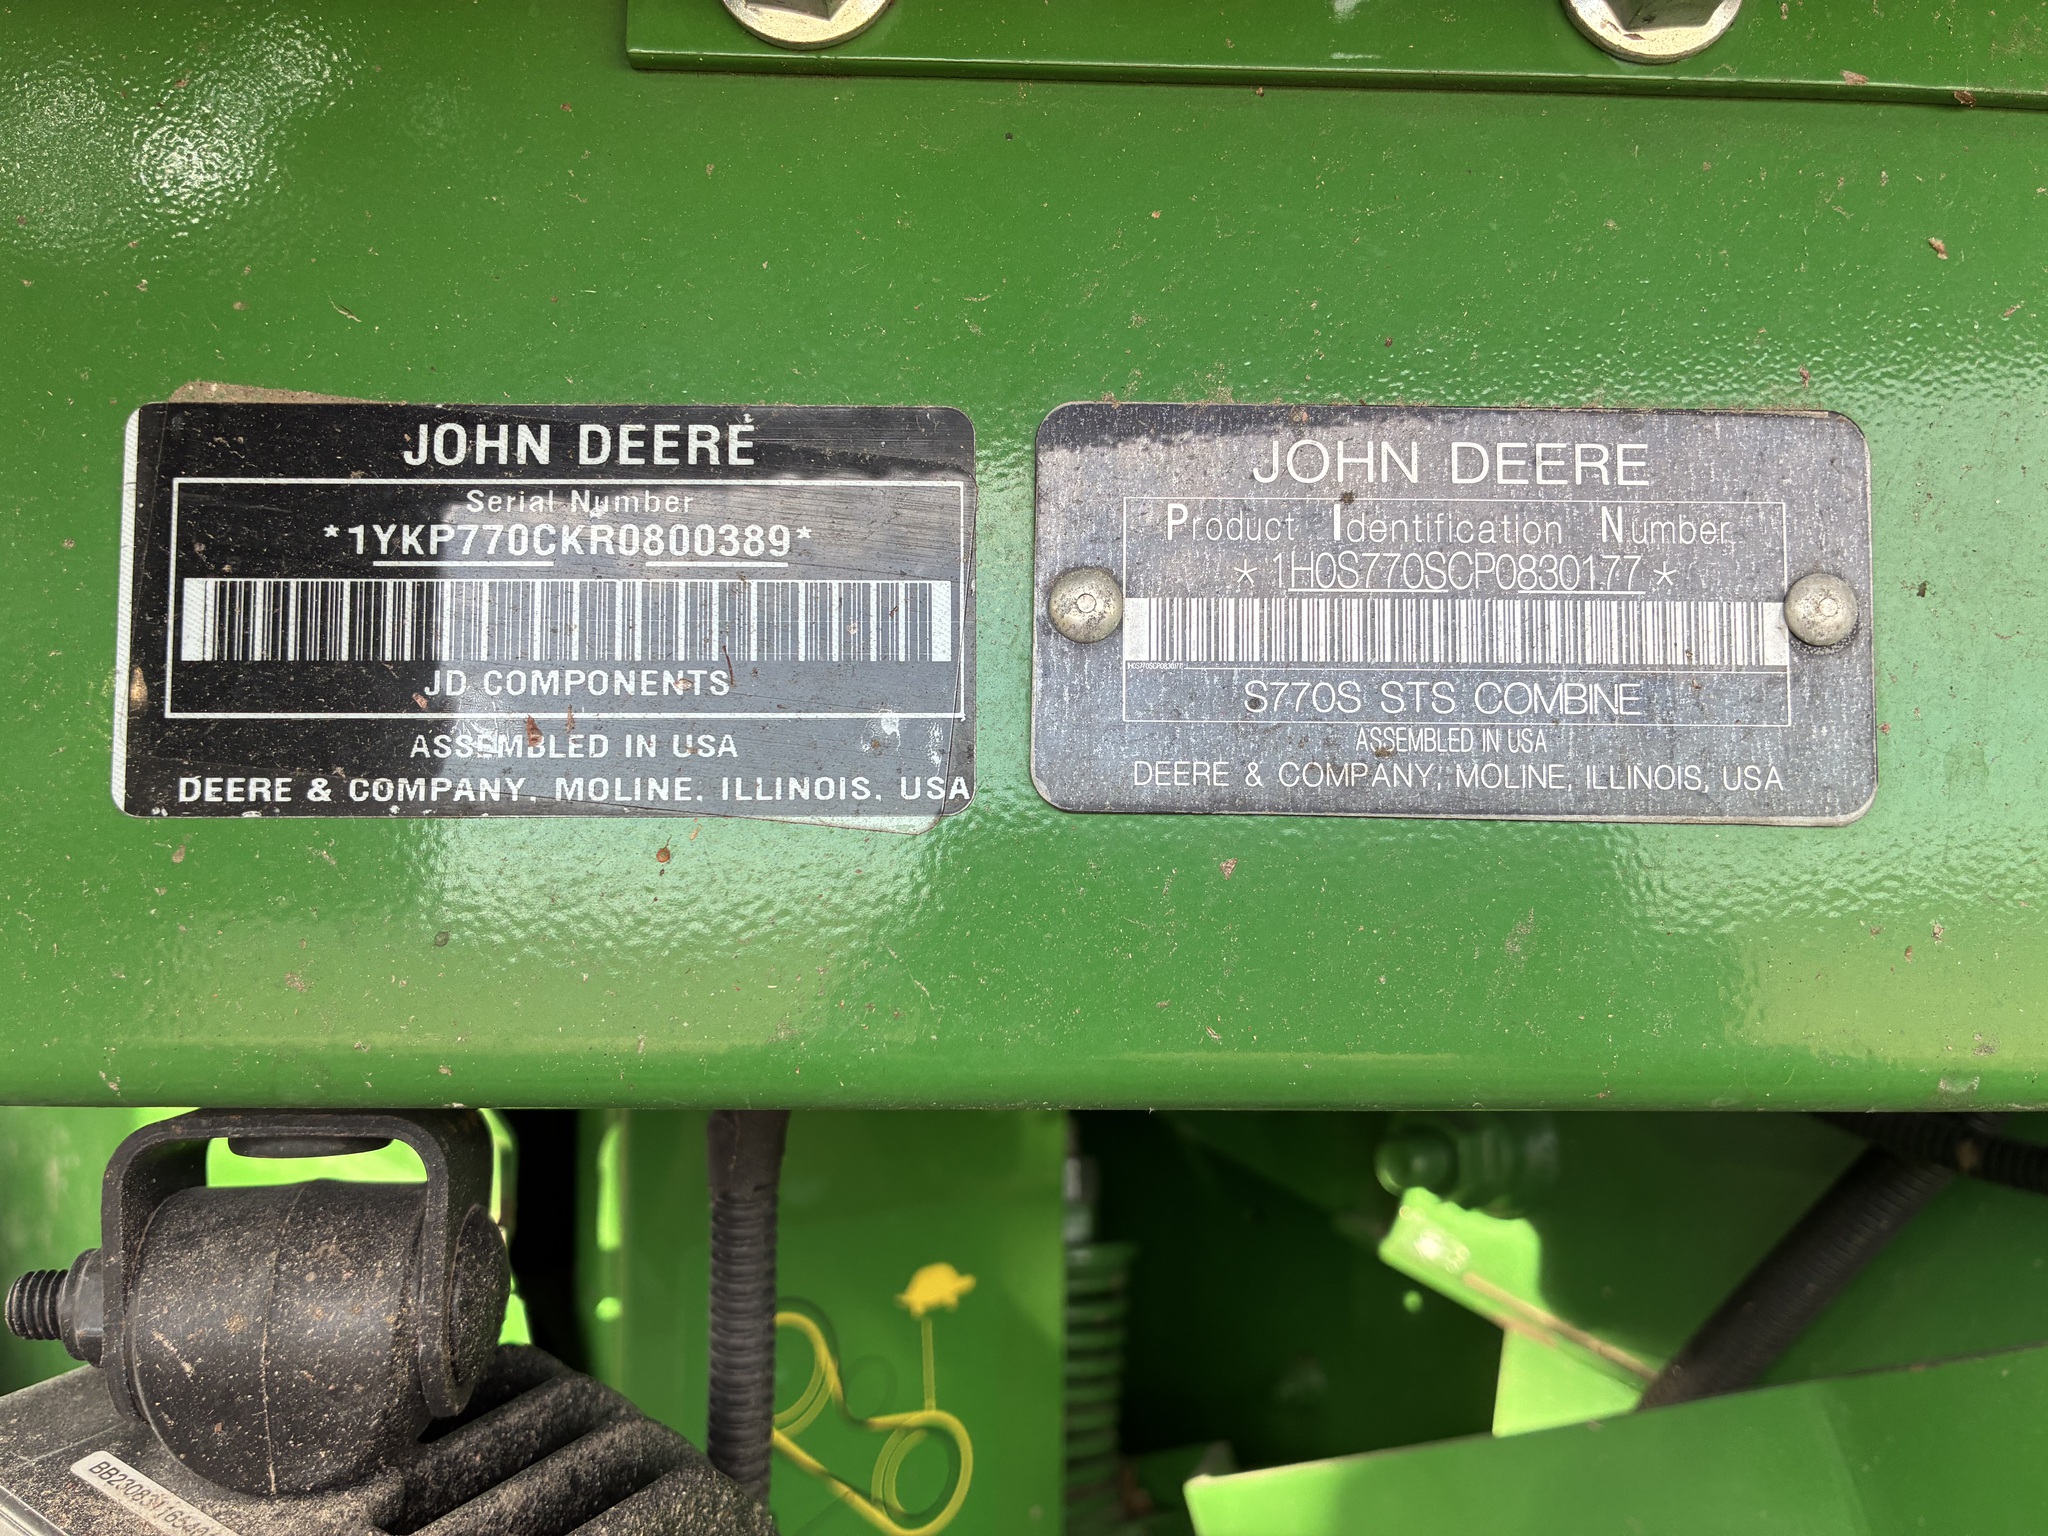 JOHN DEERE
Serial Number
*1YKP770CKR0800389*
JD COMPONENTS
ASSEMBLED IN USA
DEERE & COMPANY, MOLINE, ILLINOIS, USA
JOHN DEERE
Product Identification Number
*1H0S770SCP0830177*
1H0S770SCP0830177
S770S STS COMBINE
ASSEMBLED IN USA
DEERE & COMPANY, MOLINE, ILLINOIS, USA